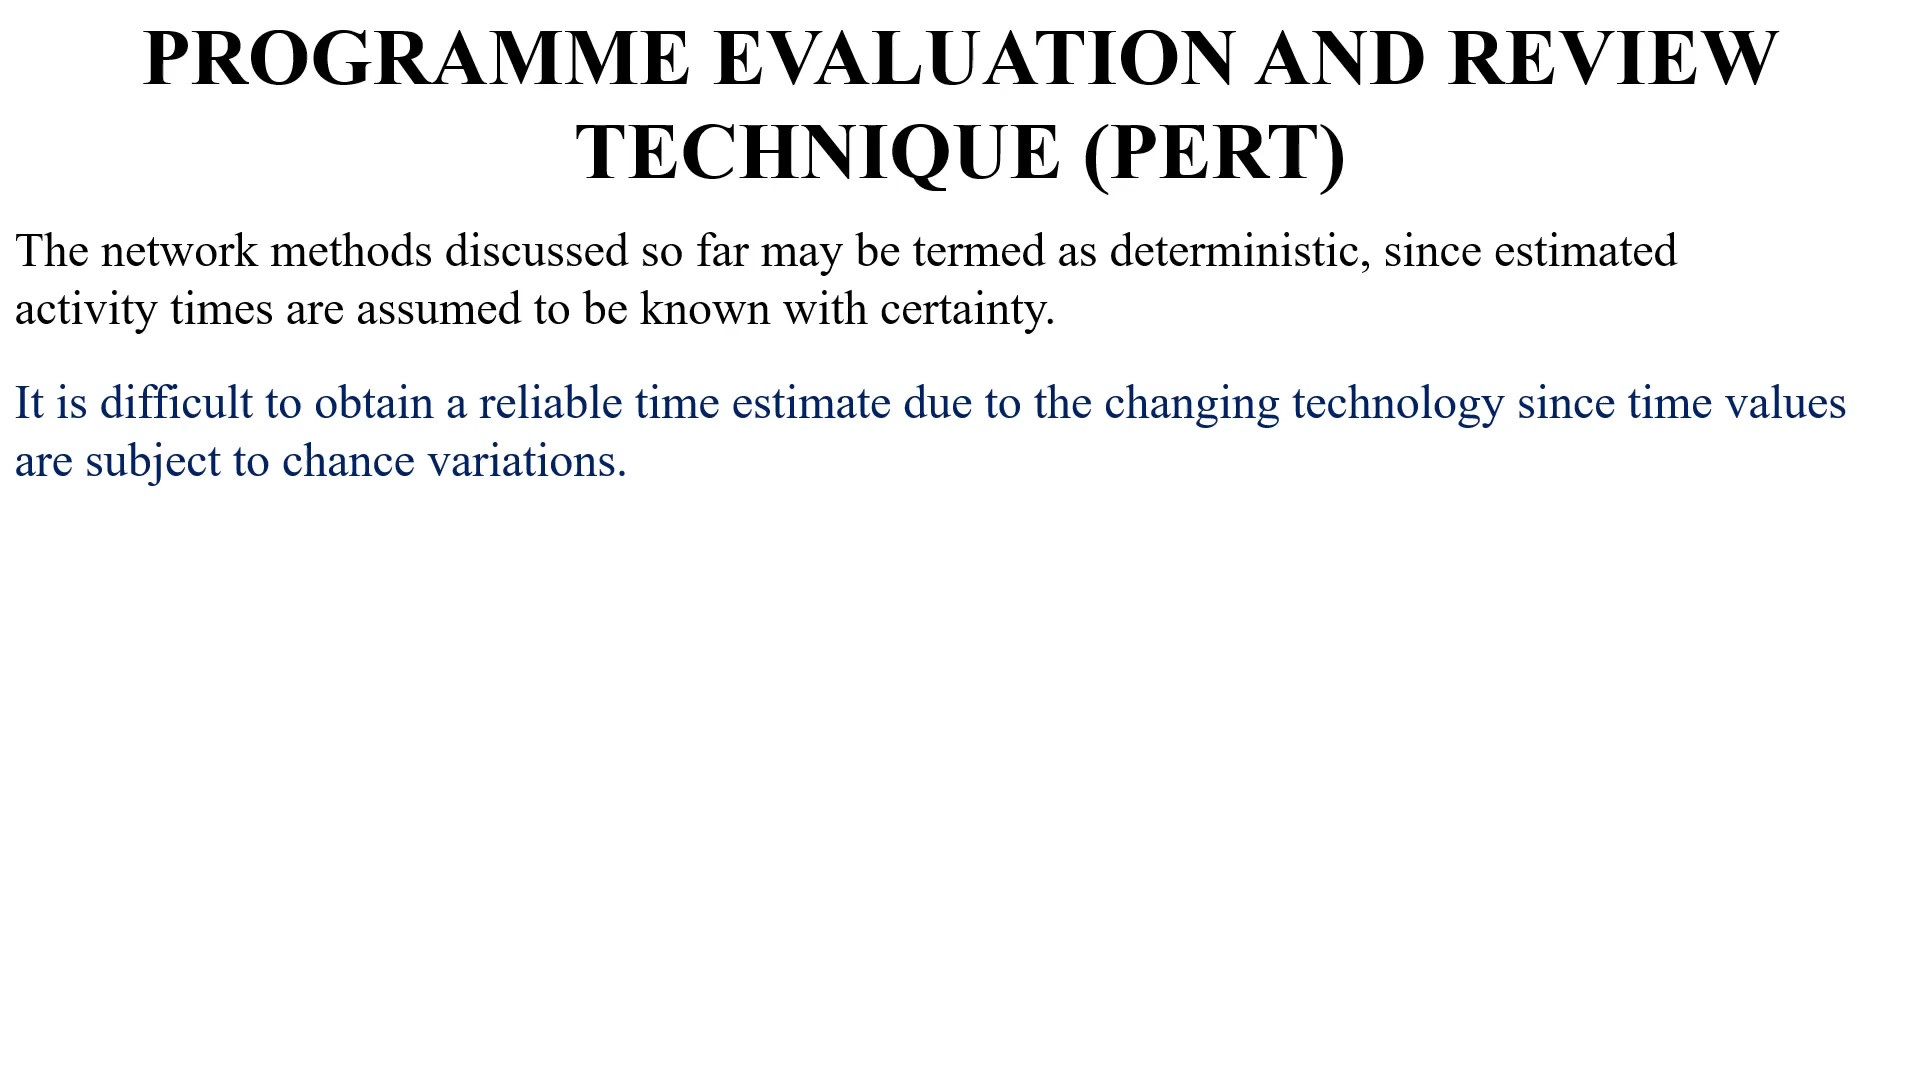 PROGRAMME EVALUATION AND REVIEW
TECHNIQUE (PERT)
The network methods discussed so far may be termed as deterministic, since estimated
activity times are assumed to be known with certainty.
It is difficult to obtain a reliable time estimate due to the changing technology since time values
are subject to chance variations.